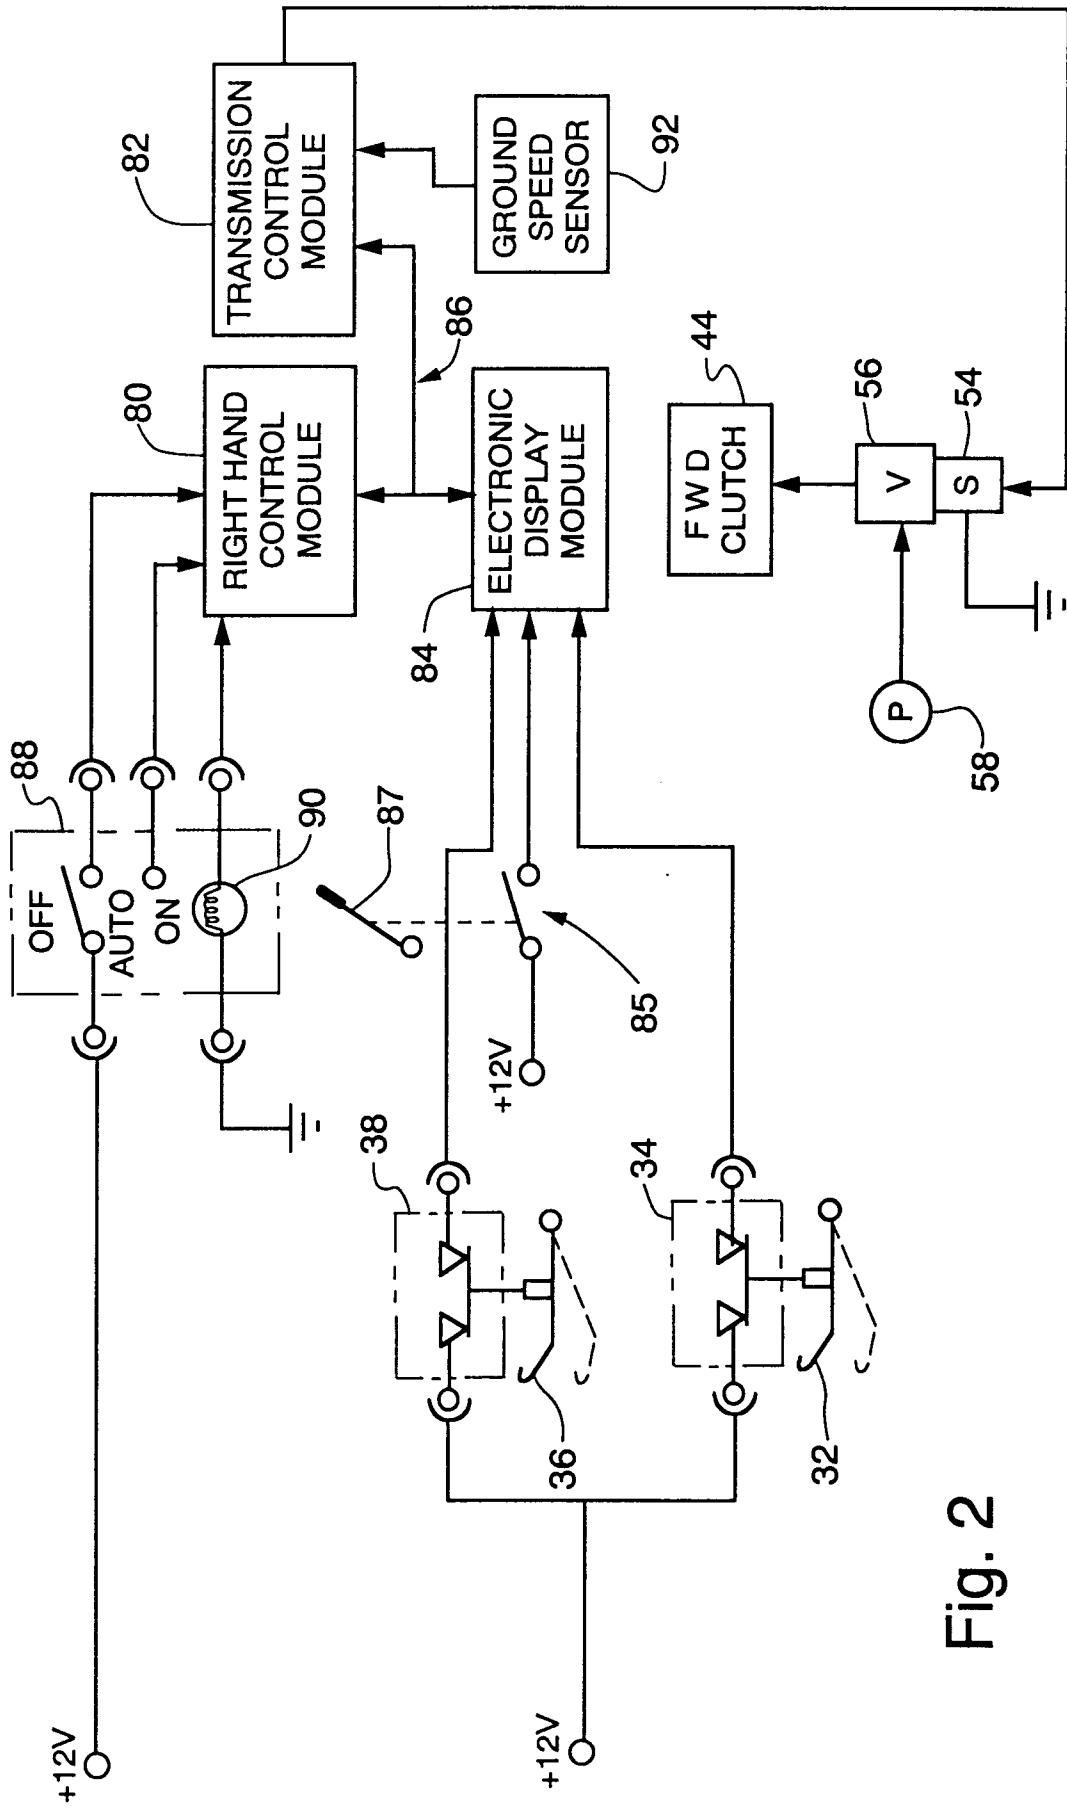 +12V
OFF
AUTO
ON
88
90
80
RIGHT HAND
CONTROL
MODULE
82
TRANSMISSION
CONTROL
MODULE
86
GROUND
SPEED
SENSOR
92
87
85
+12V
84
ELECTRONIC
DISPLAY
MODULE
38
36
34
32
+12V
44
FWD
CLUTCH
56
V
54
S
P
58
Fig. 2